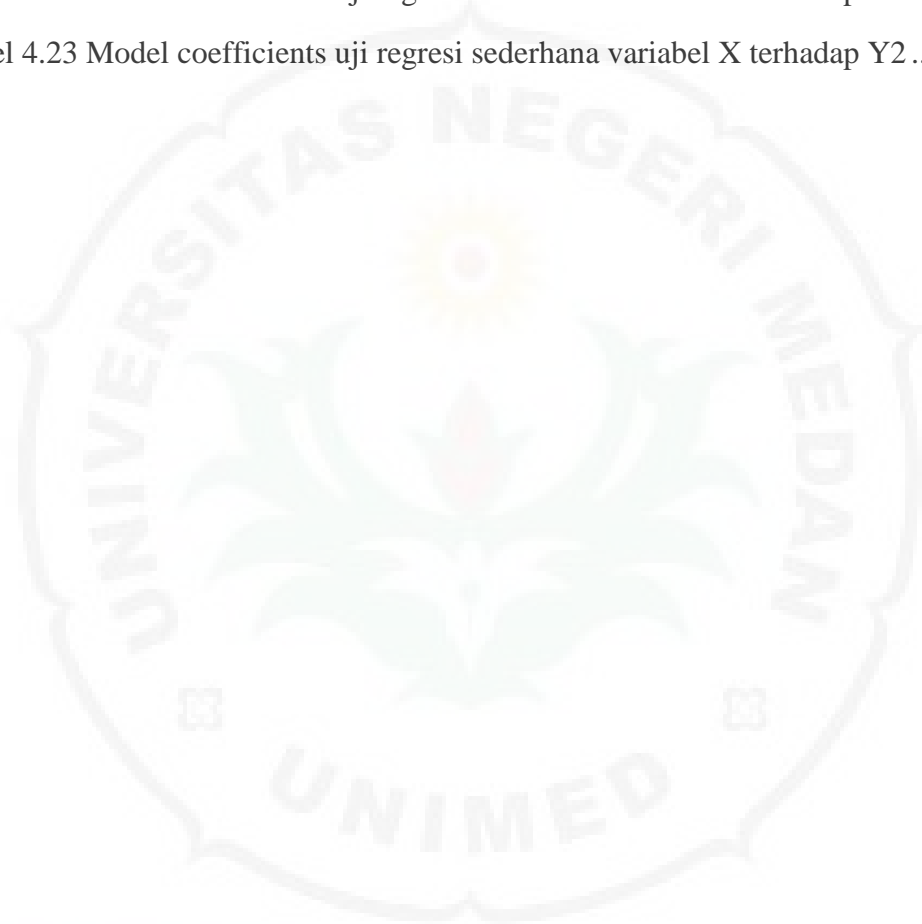 el 4.23 Model coefficients uji regresi sederhana variabel X terhadap Y2 ..
UNIVERSITAS NEGERI MEDAN
UNIMED